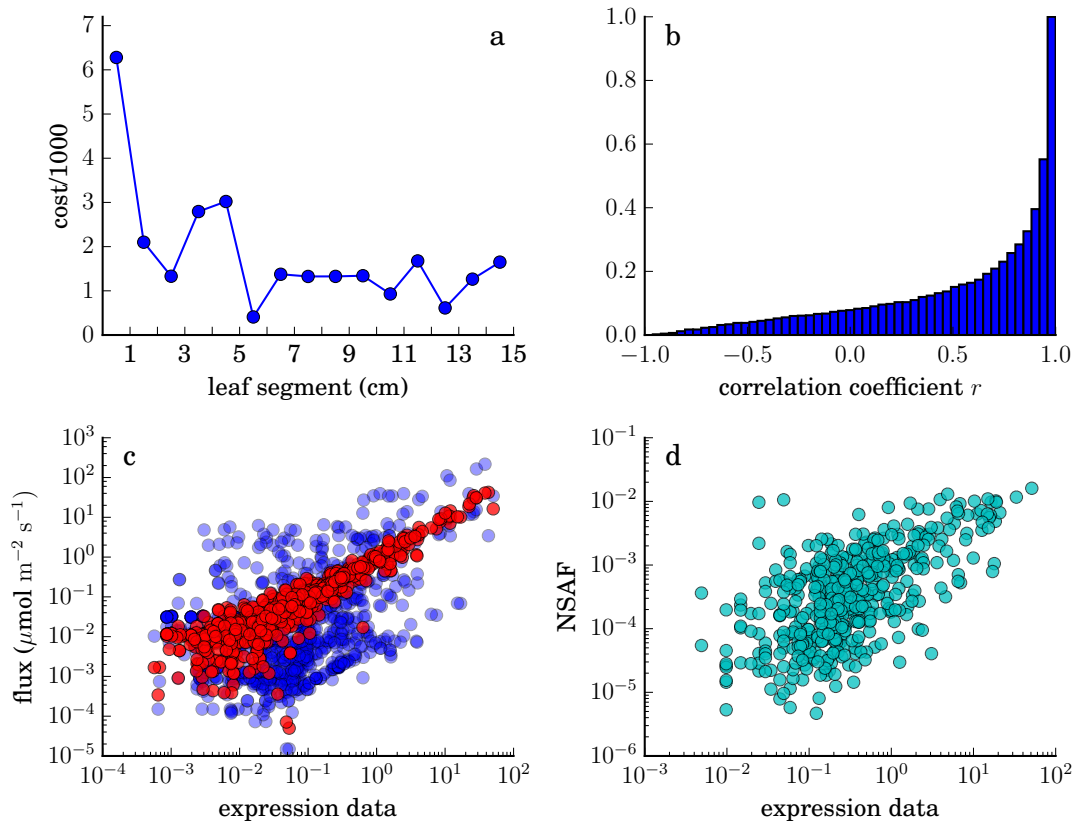 a
7
6
5
4
3
2
1
0
cost/1000
1 3 5 7 9 11 13 15
leaf segment (cm)
b
1.0
0.8
0.6
0.4
0.2
0.0
−1.0 −0.5 0.0 0.5 1.0
correlation coefficient r
c
10³
10²
10¹
10⁰
10⁻¹
10⁻²
10⁻³
10⁻⁴
10⁻⁵
flux (μmol m⁻² s⁻¹)
10⁻⁴ 10⁻³ 10⁻² 10⁻¹ 10⁰ 10¹ 10²
expression data
d
10⁻¹
10⁻²
10⁻³
10⁻⁴
10⁻⁵
10⁻⁶
NSAF
10⁻³ 10⁻² 10⁻¹ 10⁰ 10¹ 10²
expression data